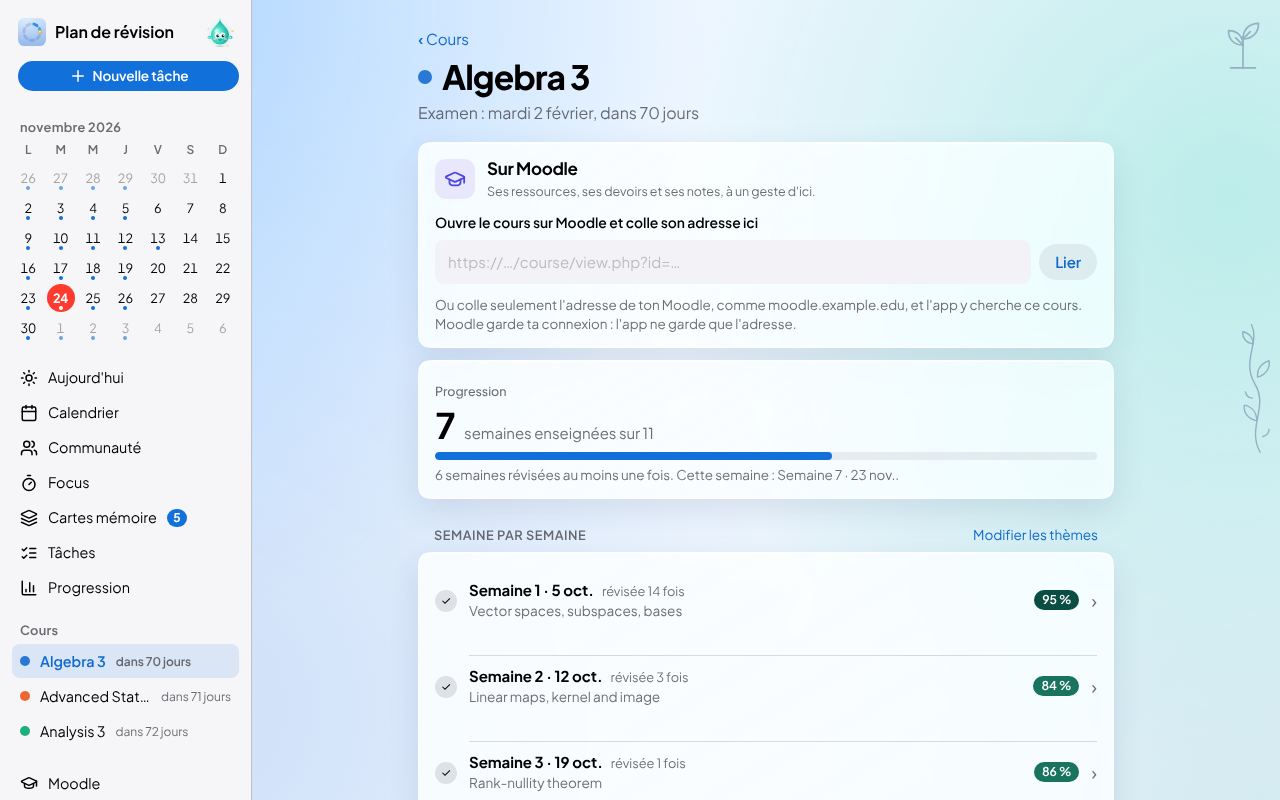 Plan de révision
Nouvelle tâche
novembre 2026
L M M J V S D
26 27 28 29 30 31 1
2 3 4 5 6 7 8
9 10 11 12 13 14 15
16 17 18 19 20 21 22
23 24 25 26 27 28 29
30 1 2 3 4 5 6
Aujourd'hui
Calendrier
Communauté
Focus
Cartes mémoire 5
Tâches
Progression
Cours
Algebra 3 dans 70 jours
Advanced Stat… dans 71 jours
Analysis 3 dans 72 jours
Moodle
‹ Cours
Algebra 3
Examen : mardi 2 février, dans 70 jours
Sur Moodle
Ses ressources, ses devoirs et ses notes, à un geste d'ici.
Ouvre le cours sur Moodle et colle son adresse ici
https://…/course/view.php?id=…
Lier
Ou colle seulement l'adresse de ton Moodle, comme moodle.example.edu, et l'app y cherche ce cours.
Moodle garde ta connexion : l'app ne garde que l'adresse.
Progression
7 semaines enseignées sur 11
6 semaines révisées au moins une fois. Cette semaine : Semaine 7 · 23 nov..
SEMAINE PAR SEMAINE
Modifier les thèmes
Semaine 1 · 5 oct. révisée 14 fois
Vector spaces, subspaces, bases
95 % ›
Semaine 2 · 12 oct. révisée 3 fois
Linear maps, kernel and image
84 % ›
Semaine 3 · 19 oct. révisée 1 fois
Rank-nullity theorem
86 % ›